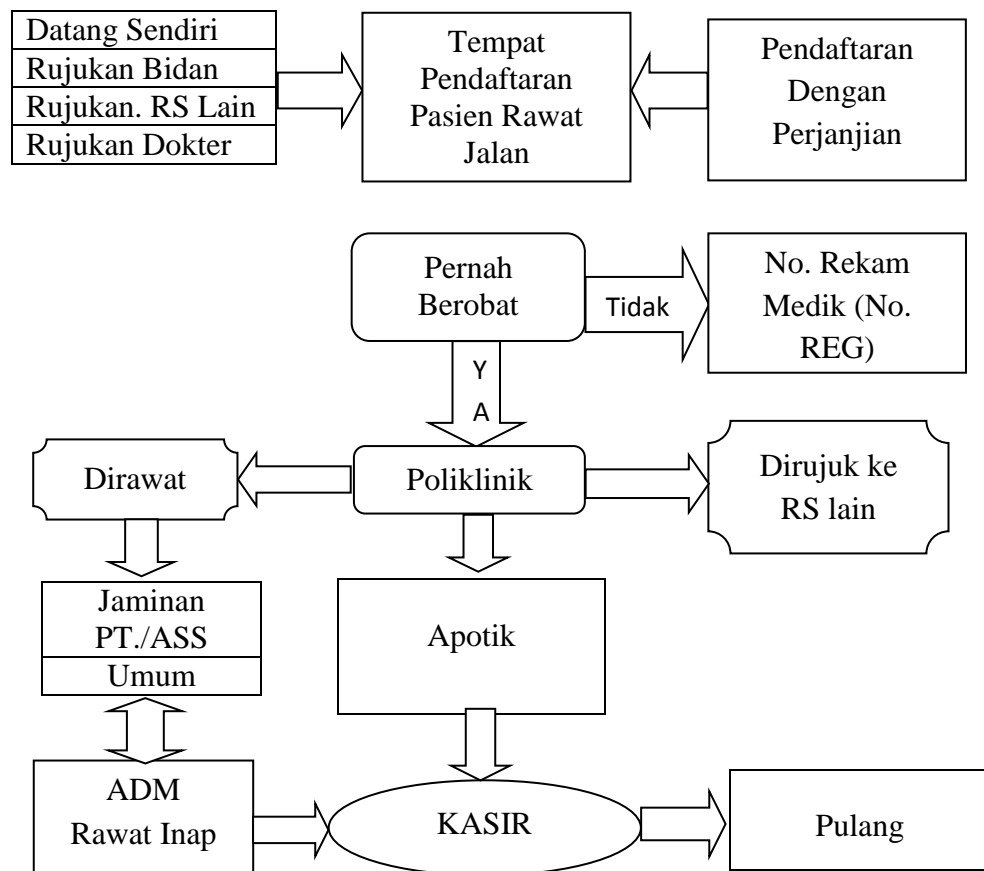 Datang Sendiri
Rujukan Bidan
Rujukan. RS Lain
Rujukan Dokter
Tempat
Pendaftaran
Pasien Rawat
Jalan
Pendaftaran
Dengan
Perjanjian
Pernah
Berobat
Tidak
No. Rekam
Medik (No.
REG)
Y
A
Dirawat
Poliklinik
Dirujuk ke
RS lain
Jaminan
PT./ASS
Umum
Apotik
ADM
Rawat Inap
KASIR
Pulang